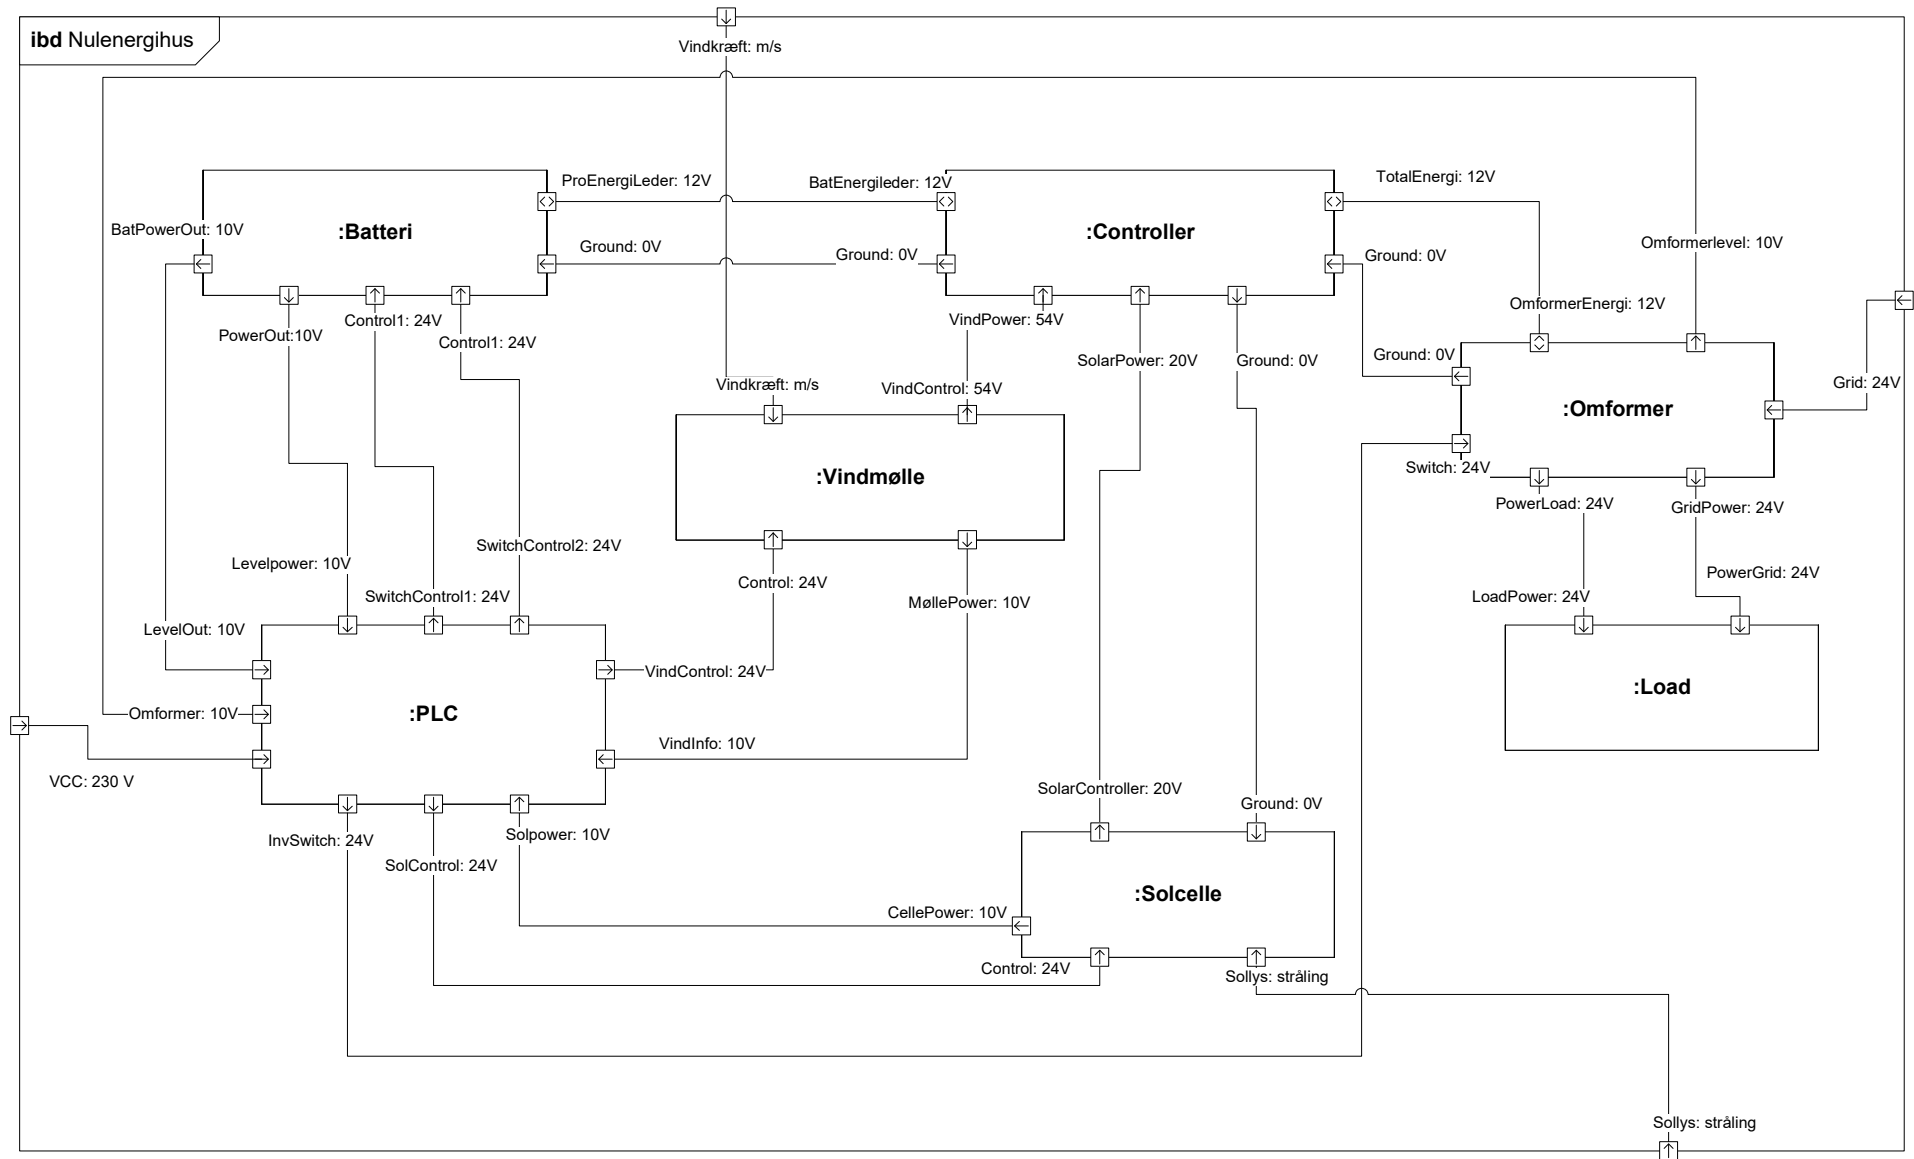 ibd Nulenergihus
Vindkræft: m/s
ProEnergiLeder: 12V
BatEnergileder: 12V
TotalEnergi: 12V
BatPowerOut: 10V
:Batteri
:Controller
Ground: 0V
Ground: 0V
Ground: 0V
Omformerlevel: 10V
OmformerEnergi: 12V
Control1: 24V
PowerOut:10V
Control1: 24V
VindPower: 54V
SolarPower: 20V
Ground: 0V
Ground: 0V
Vindkræft: m/s
VindControl: 54V
Grid: 24V
:Omformer
:Vindmølle
Switch: 24V
PowerLoad: 24V
GridPower: 24V
SwitchControl2: 24V
Levelpower: 10V
Control: 24V
PowerGrid: 24V
SwitchControl1: 24V
MøllePower: 10V
LoadPower: 24V
LevelOut: 10V
VindControl: 24V
:Load
Omformer: 10V
:PLC
VindInfo: 10V
VCC: 230 V
SolarController: 20V
Ground: 0V
InvSwitch: 24V
Solpower: 10V
SolControl: 24V
:Solcelle
CellePower: 10V
Control: 24V
Sollys: stråling
Sollys: stråling